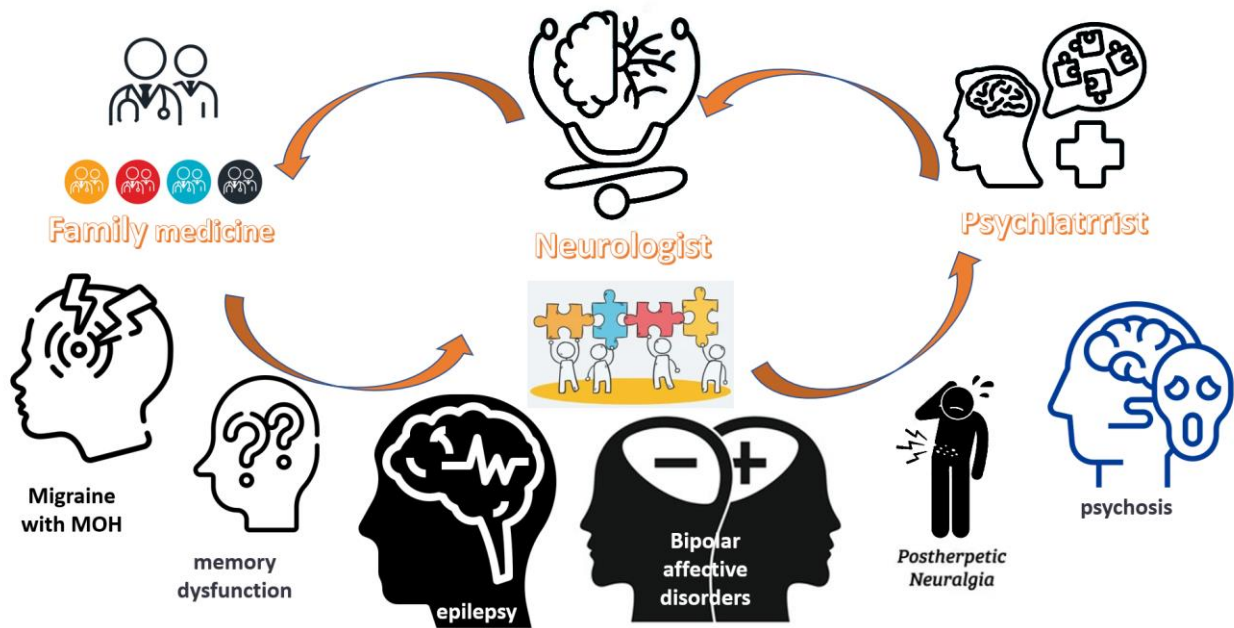 Family medicine
Neurologist
Psychiatrrist
Migraine
with MOH
memory
dysfunction
epilepsy
Bipolar
affective
disorders
Postherpetic
Neuralgia
psychosis